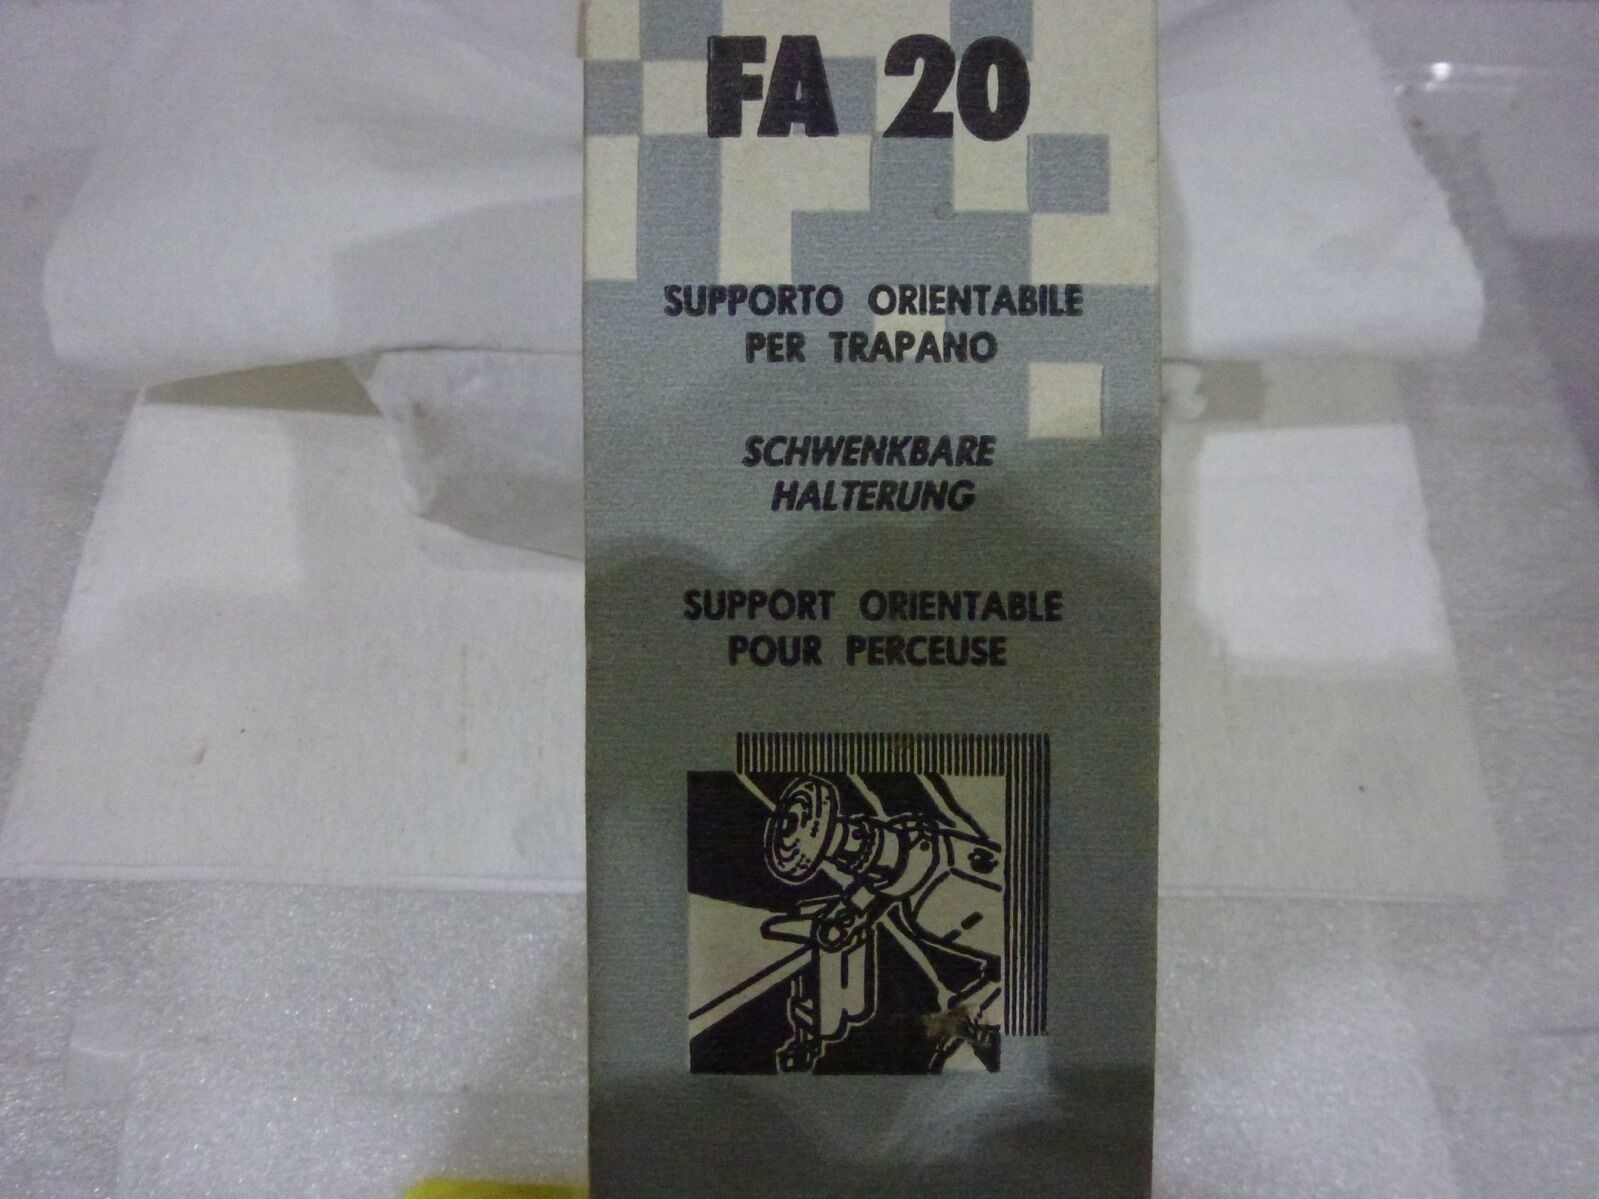 FA 20
SUPPORTO ORIENTABILE
PER TRAPANO
SCHWENKBARE
HALTERUNG
SUPPORT ORIENTABLE
POUR PERCEUSE